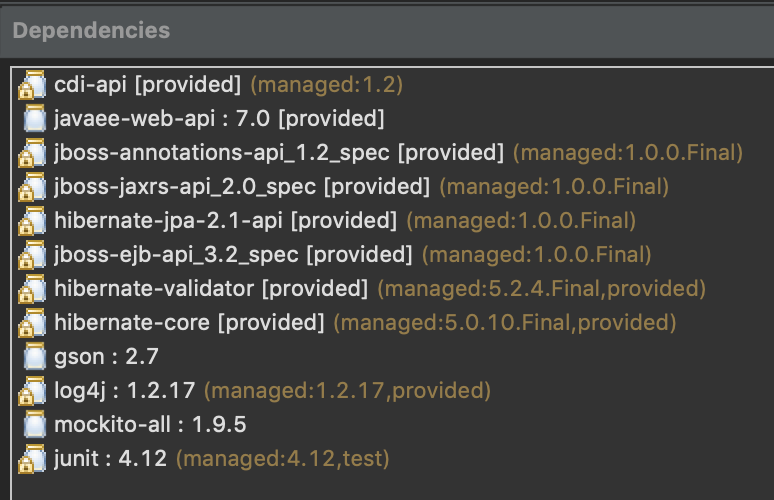 Dependencies
cdi-api [provided] (managed:1.2)
javaee-web-api : 7.0 [provided]
jboss-annotations-api_1.2_spec [provided] (managed:1.0.0.Final)
jboss-jaxrs-api_2.0_spec [provided] (managed:1.0.0.Final)
hibernate-jpa-2.1-api [provided] (managed:1.0.0.Final)
jboss-ejb-api_3.2_spec [provided] (managed:1.0.0.Final)
hibernate-validator [provided] (managed:5.2.4.Final,provided)
hibernate-core [provided] (managed:5.0.10.Final,provided)
gson : 2.7
log4j : 1.2.17 (managed:1.2.17,provided)
mockito-all : 1.9.5
junit : 4.12 (managed:4.12,test)